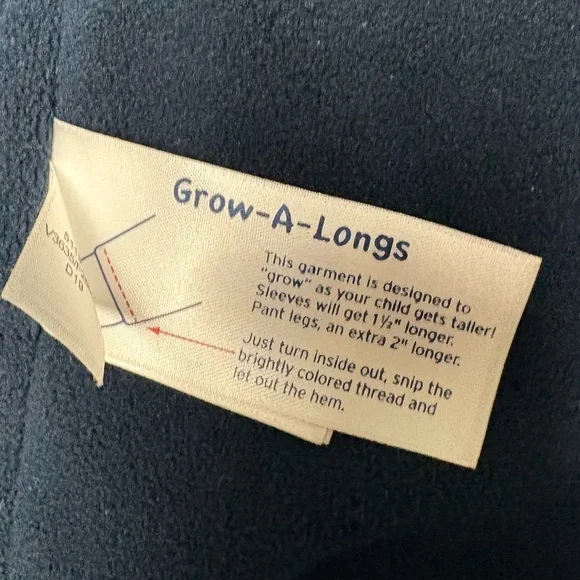 Grow-A-Longs
This garment is designed to
"grow" as your child gets taller!
Sleeves will get 1½" longer.
Pant legs, an extra 2" longer.
Just turn inside out, snip the
brightly colored thread and
let out the hem.
D19